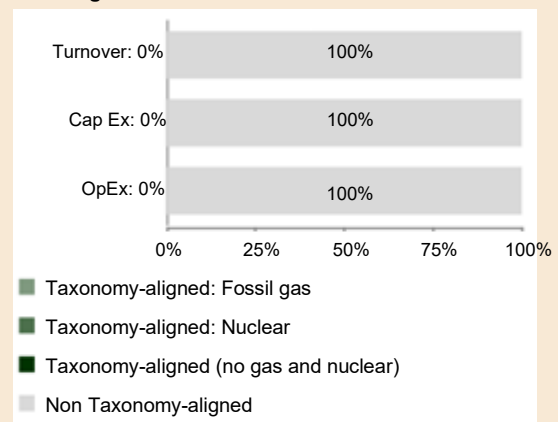 Turnover: 0% 100%
Cap Ex: 0% 100%
OpEx: 0% 100%
0% 25% 50% 75% 100%
Taxonomy-aligned: Fossil gas
Taxonomy-aligned: Nuclear
Taxonomy-aligned (no gas and nuclear)
Non Taxonomy-aligned